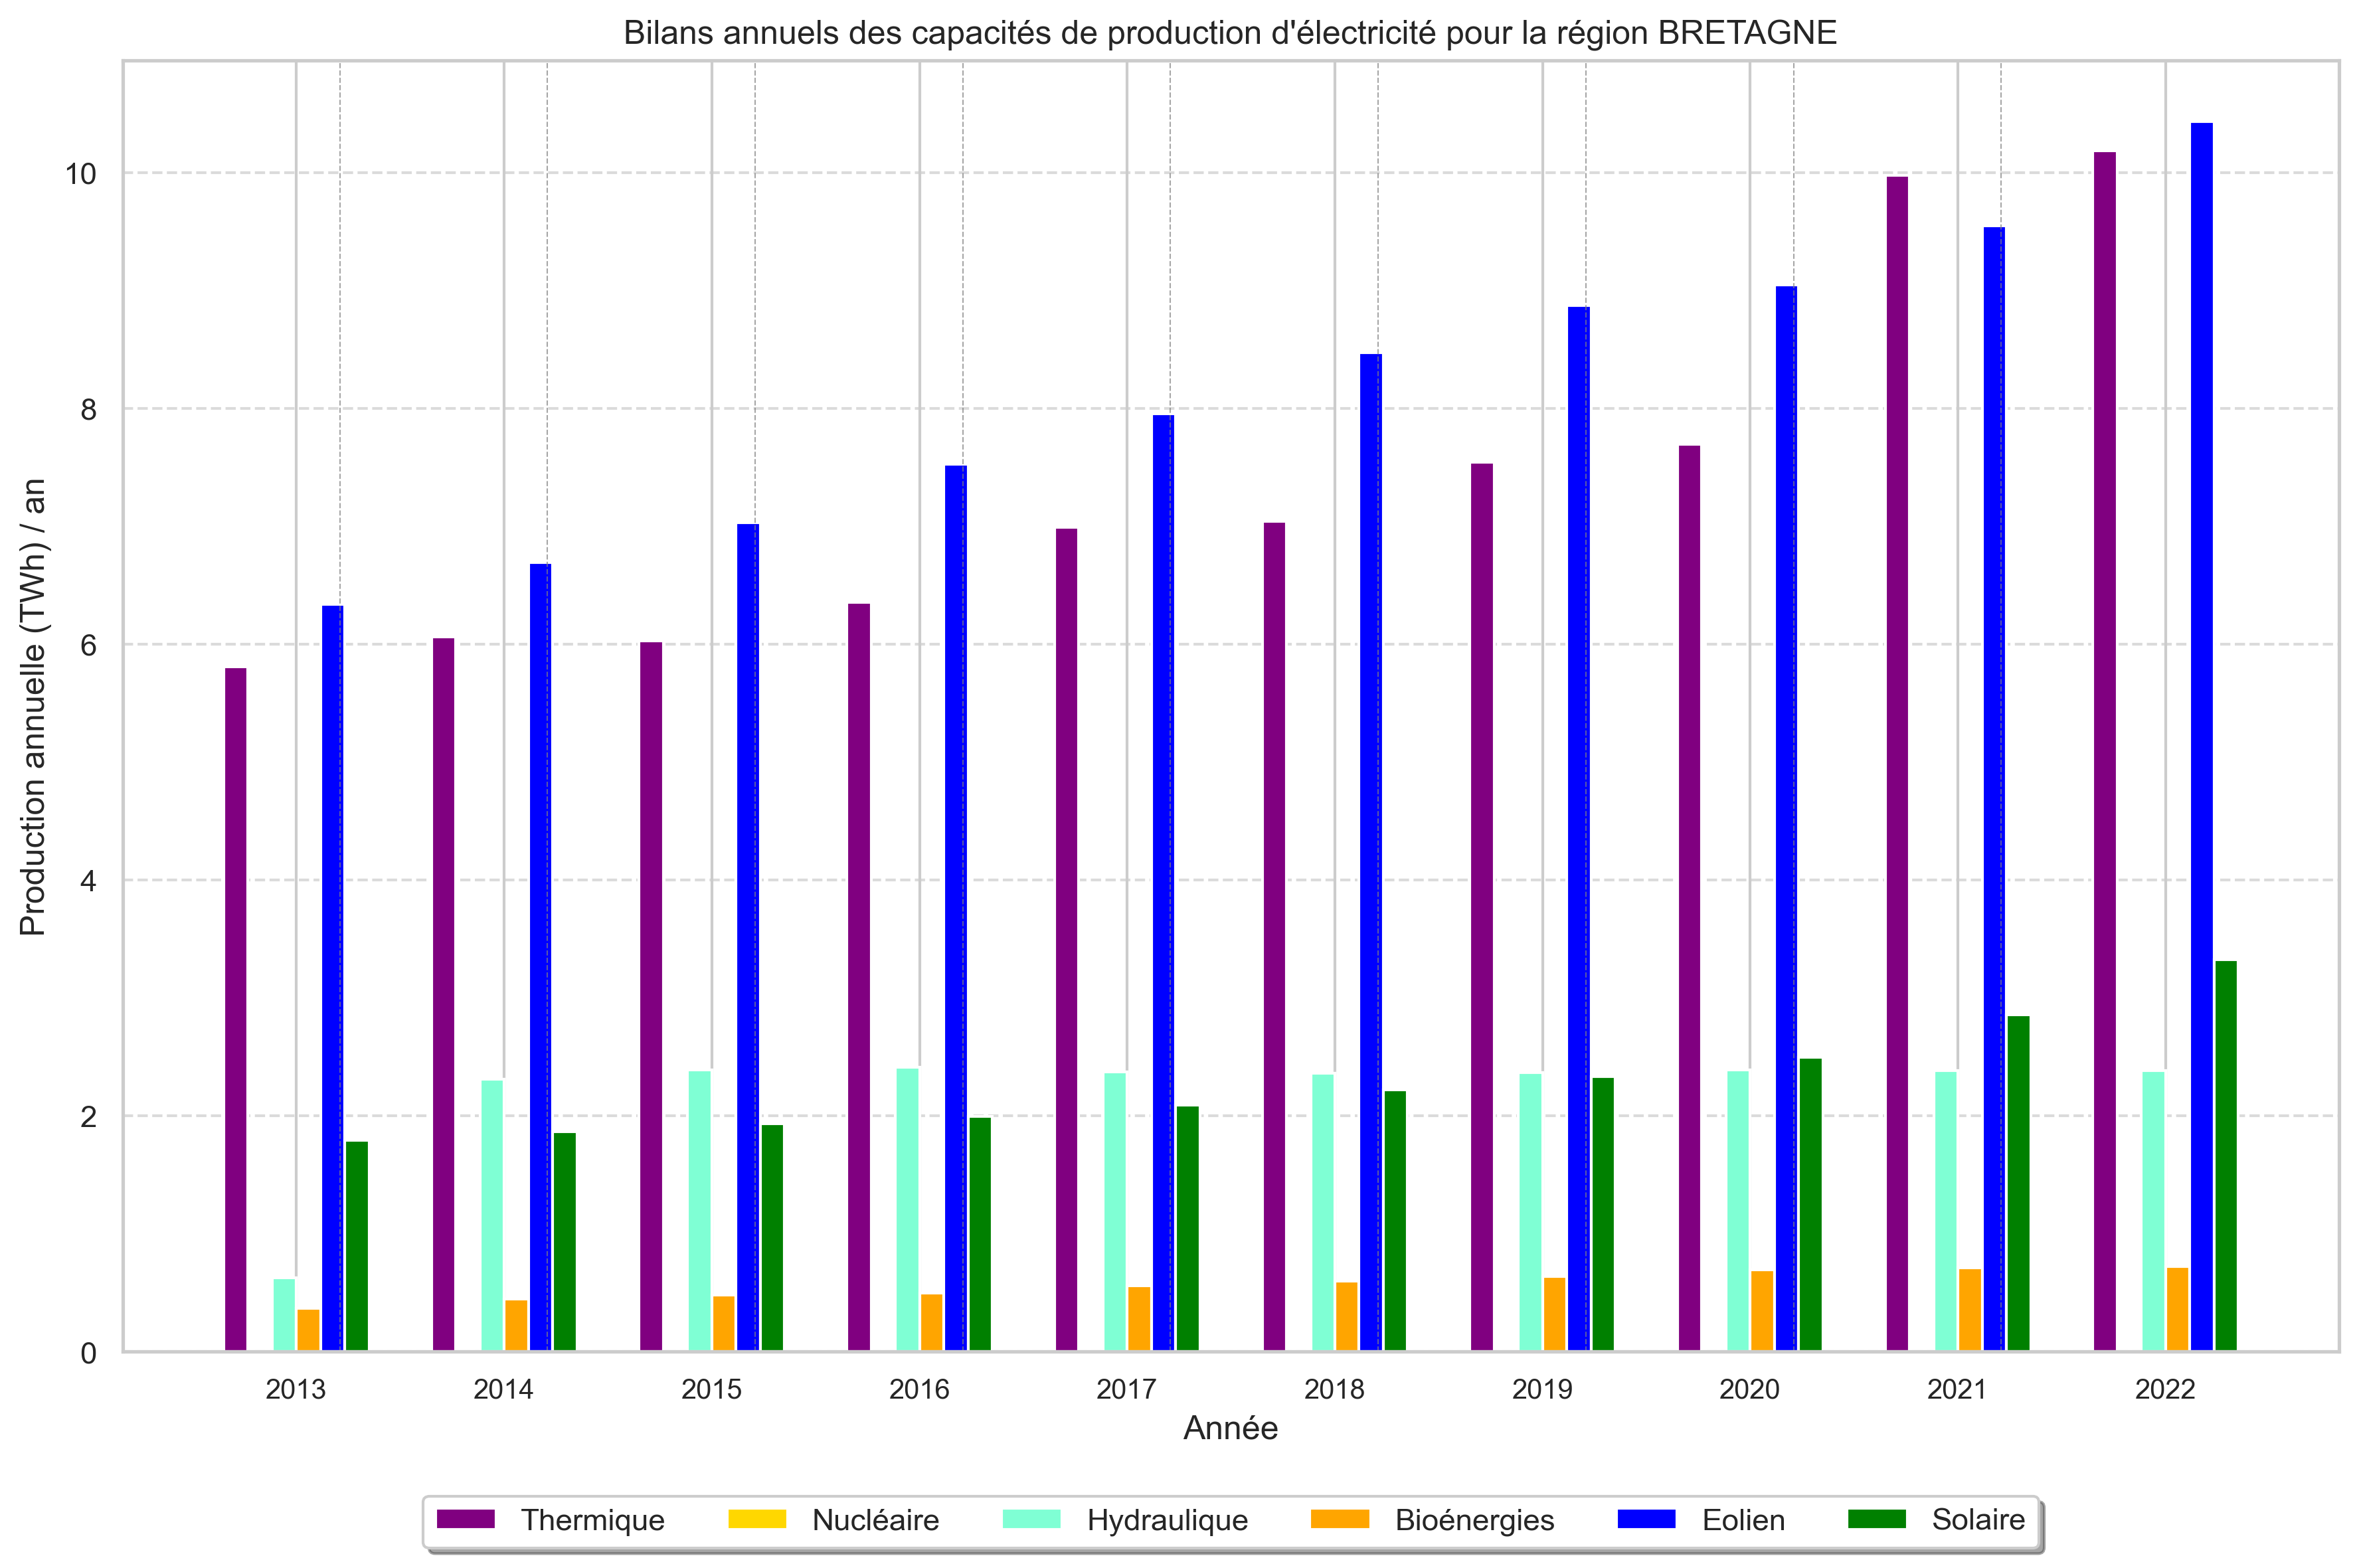 Bilans annuels des capacités de production d'électricité pour la région BRETAGNE
Production annuelle (TWh) / an
10
8
6
4
2
0
2013 2014 2015 2016 2017 2018 2019 2020 2021 2022
Année
Thermique Nucléaire Hydraulique Bioénergies Eolien Solaire